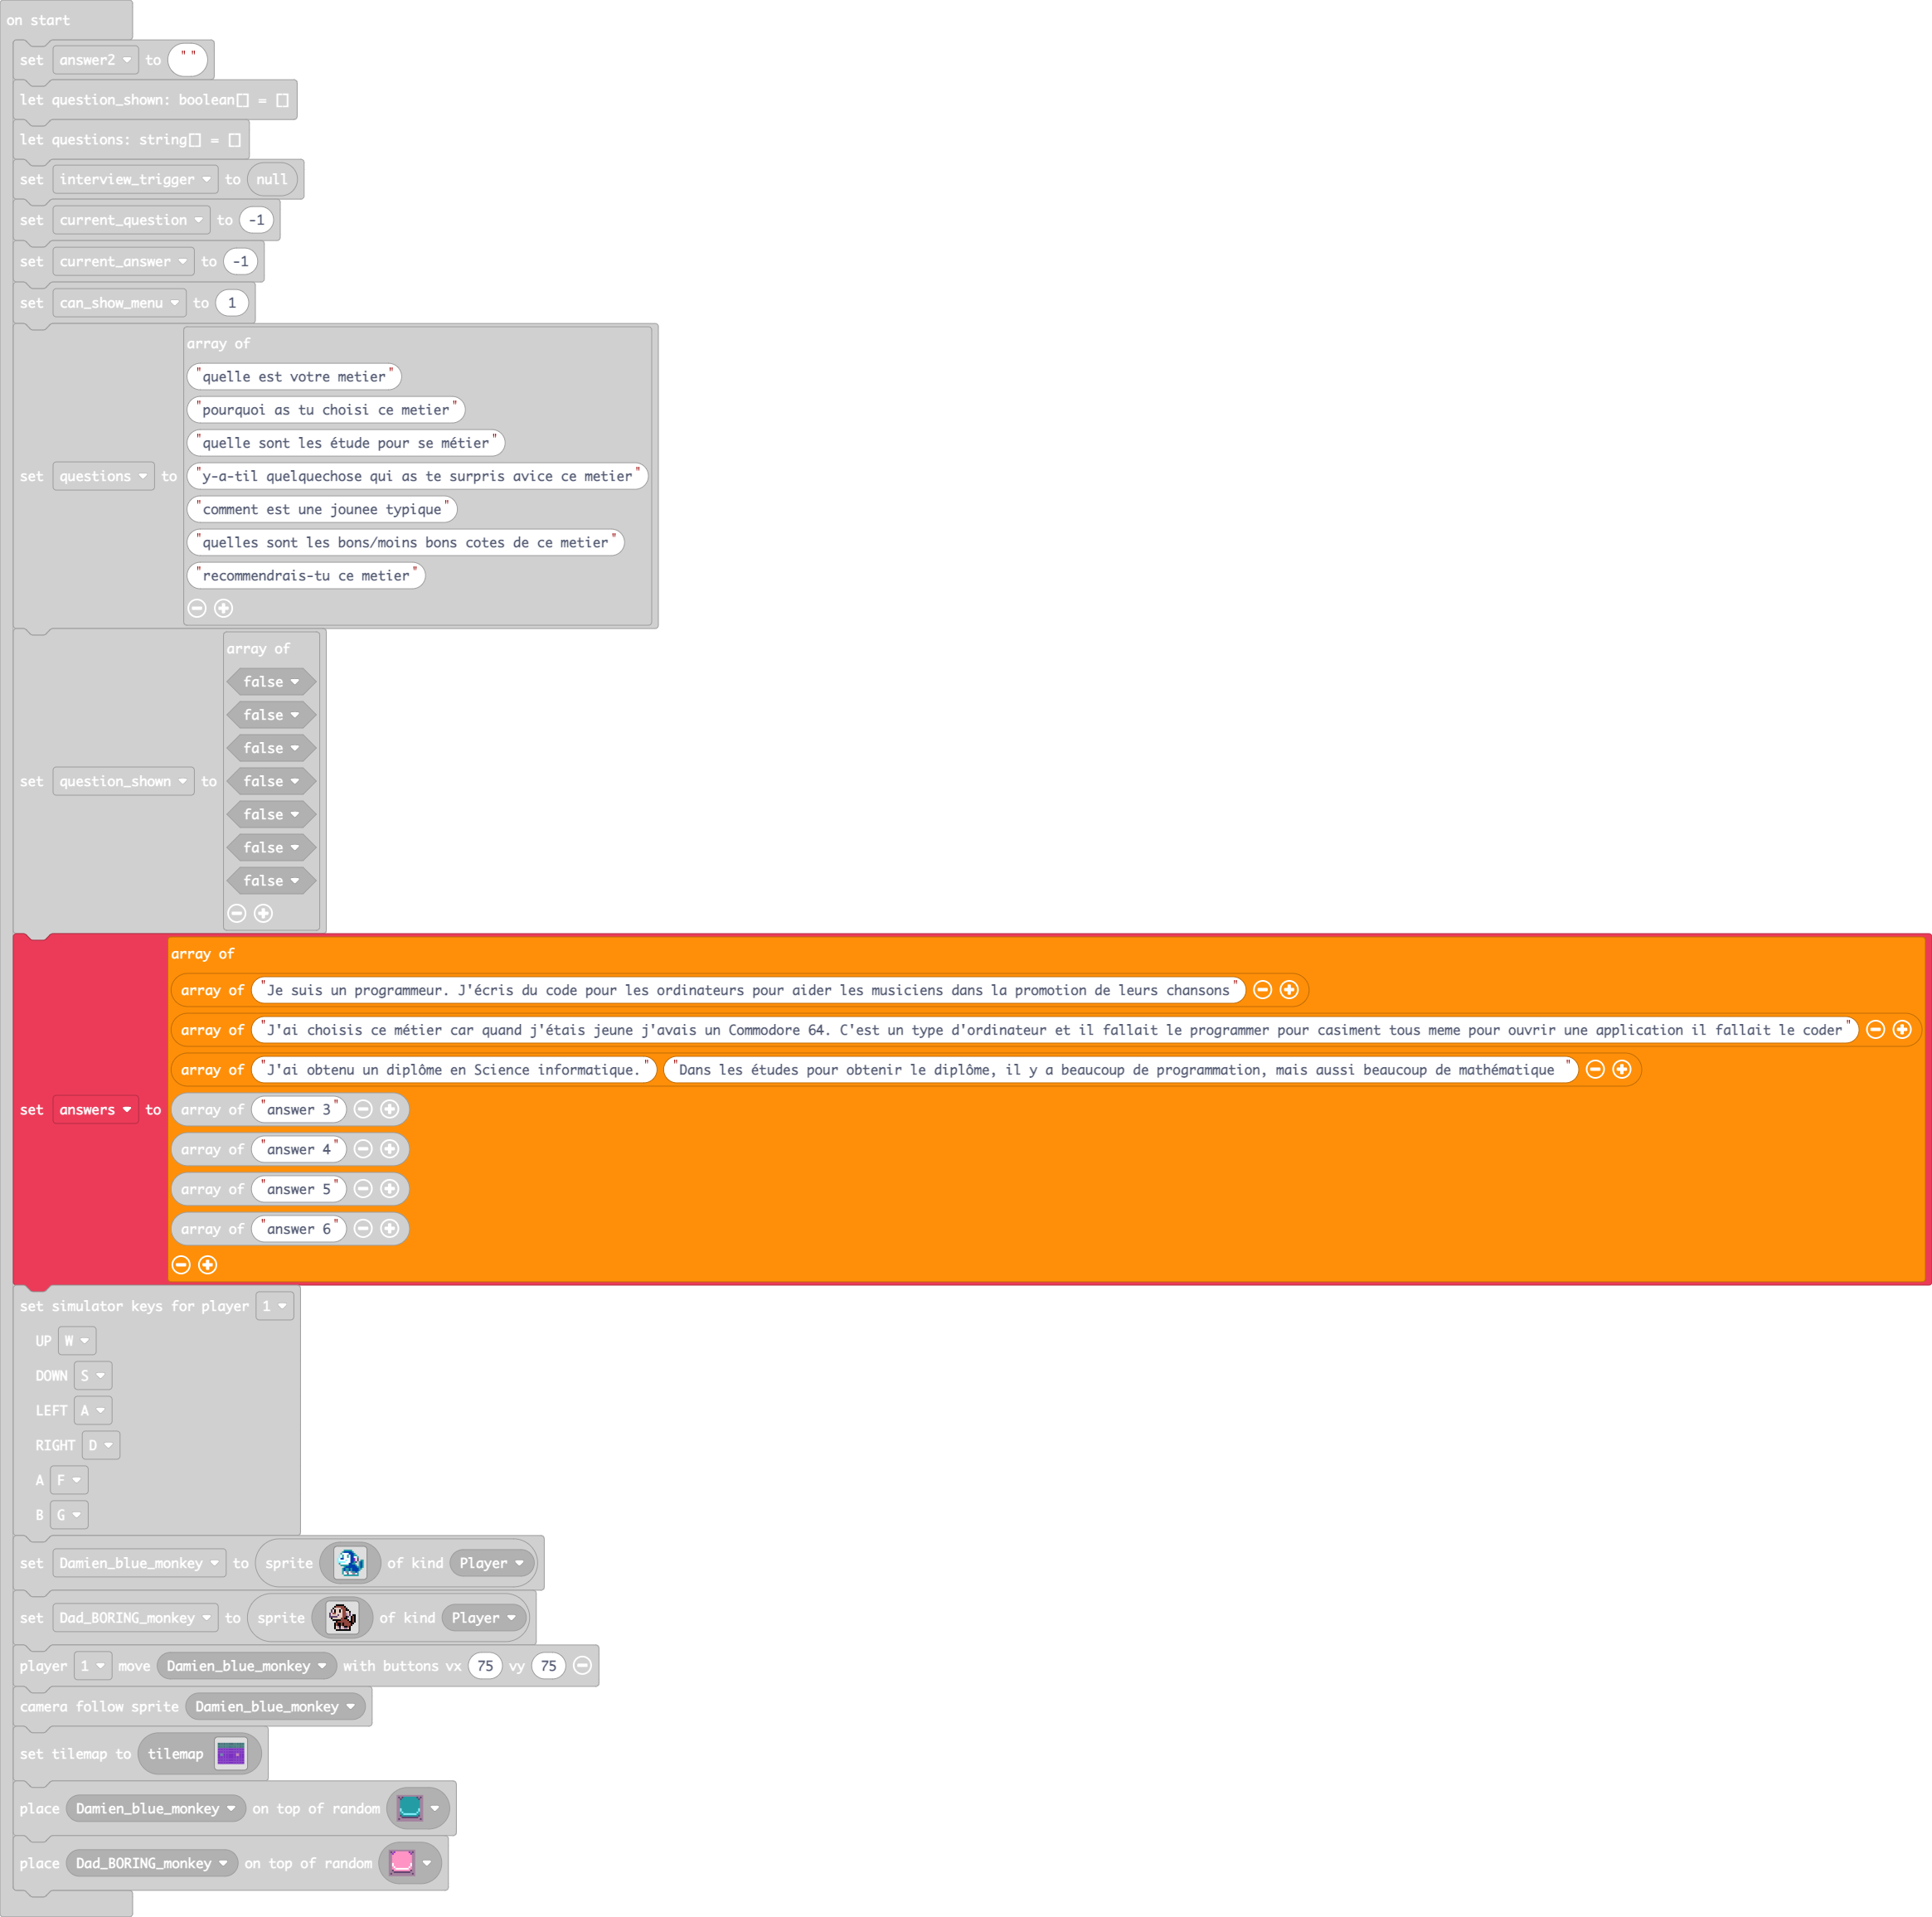 on start
set answer2 to " "
let question_shown: boolean[] = []
let questions: string[] = []
set interview_trigger to null
set current_question to -1
set current_answer to -1
set can_show_menu to 1
array of
"quelle est votre metier"
"pourquoi as tu choisi ce metier"
"quelle sont les étude pour se métier"
set questions to "y-a-til quelquechose qui as te surpris avice ce metier"
"comment est une jounee typique"
"quelles sont les bons/moins bons cotes de ce metier"
"recommendrais-tu ce metier"
array of
false
false
false
set question_shown to false
false
false
false
array of
array of "Je suis un programmeur. J'écris du code pour les ordinateurs pour aider les musiciens dans la promotion de leurs chansons"
array of "J'ai choisis ce métier car quand j'étais jeune j'avais un Commodore 64. C'est un type d'ordinateur et il fallait le programmer pour casiment tous meme pour ouvrir une application il fallait le coder"
array of "J'ai obtenu un diplôme en Science informatique." "Dans les études pour obtenir le diplôme, il y a beaucoup de programmation, mais aussi beaucoup de mathématique "
set answers to array of "answer 3"
array of "answer 4"
array of "answer 5"
array of "answer 6"
set simulator keys for player 1
UP W
DOWN S
LEFT A
RIGHT D
A F
B G
set Damien_blue_monkey to sprite of kind Player
set Dad_BORING_monkey to sprite of kind Player
player 1 move Damien_blue_monkey with buttons vx 75 vy 75
camera follow sprite Damien_blue_monkey
set tilemap to tilemap
place Damien_blue_monkey on top of random
place Dad_BORING_monkey on top of random